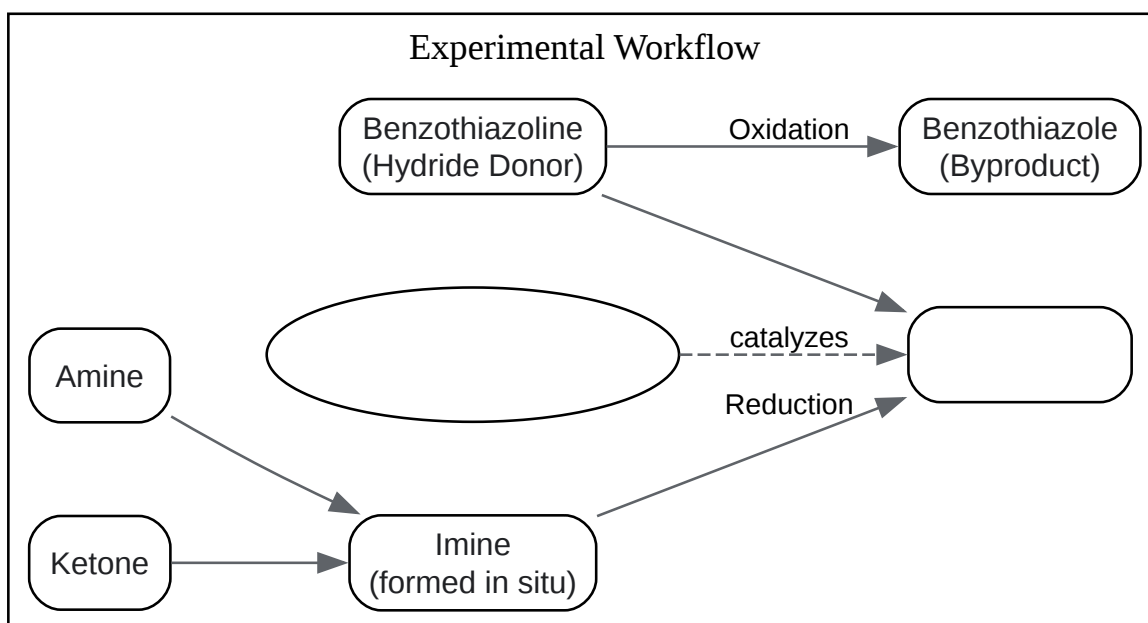 Experimental Workflow
Benzothiazoline
(Hydride Donor)
Oxidation
Benzothiazole
(Byproduct)
catalyzes
Amine
Reduction
Ketone
Imine
(formed in situ)